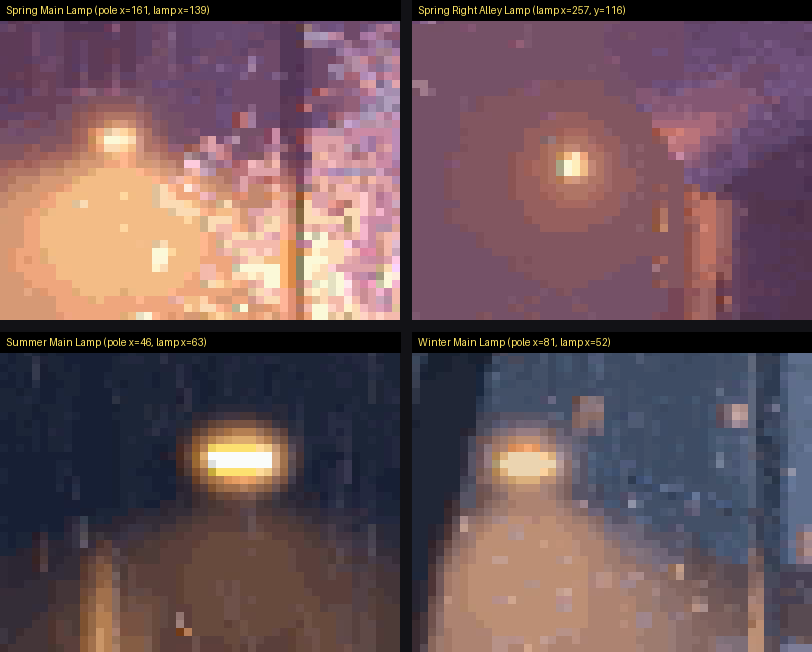 Spring Main Lamp (pole x=161, lamp x=139)
Spring Right Alley Lamp (lamp x=257, y=116)
Summer Main Lamp (pole x=46, lamp x=63)
Winter Main Lamp (pole x=81, lamp x=52)